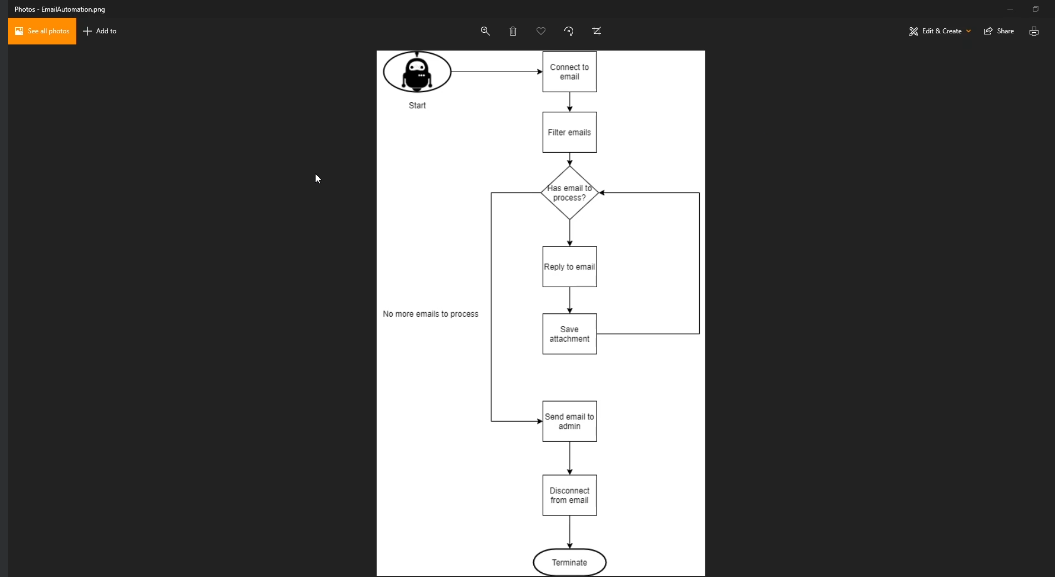 Photos - EmailAutomation.png
See all photos
Add to
Edit & Create
Share
Connect to
email
Start
Filter emails
Has email to
process?
Reply to email
No more emails to process
Save
attachment
Send email to
admin
Disconnect
from email
Terminate